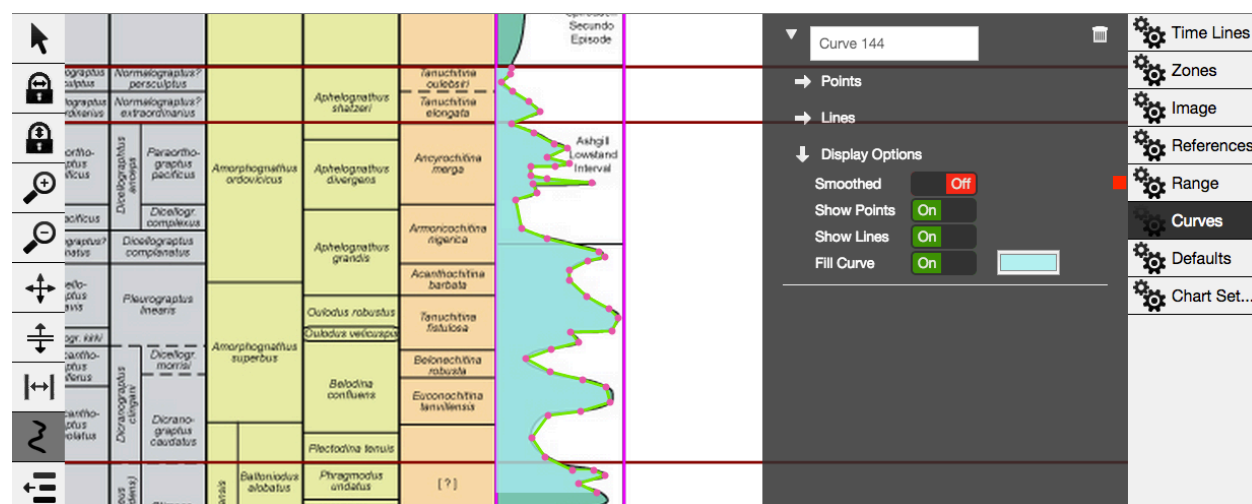 Secundo
Episode
Normalograptus?
persculptus
Normalograptus?
extraordinarius
Dicellograptus
anceps
Paraortho-
graptus
pacificus
Dicellogr.
complexus
Dicellograptus
complanatus
Pleurograptus
linearis
Dicellogr.
morrisi
Dicranograptus
clingani
Dicrano-
graptus
caudatus
Amorphognathus
ordovicicus
Amorphognathus
superbus
Baltoniodus
alobatus
Aphelognathus
shatzeri
Aphelognathus
divergens
Aphelognathus
grandis
Oulodus robustus
Oulodus velicuspis
Belodina
confluens
Plectodina tenuis
Phragmodus
undatus
Tanuchitina
oulebsiri
Tanuchitina
elongata
Ancyrochitina
merga
Armoricochitina
nigerica
Acanthochitina
barbata
Tanuchitina
fistulosa
Belonechitina
robusta
Euconochitina
tanvillensis
[ ? ]
Ashgill
Lowstand
Interval
Curve 144
Points
Lines
Display Options
Smoothed Off
Show Points On
Show Lines On
Fill Curve On
Time Lines
Zones
Image
References
Range
Curves
Defaults
Chart Set...